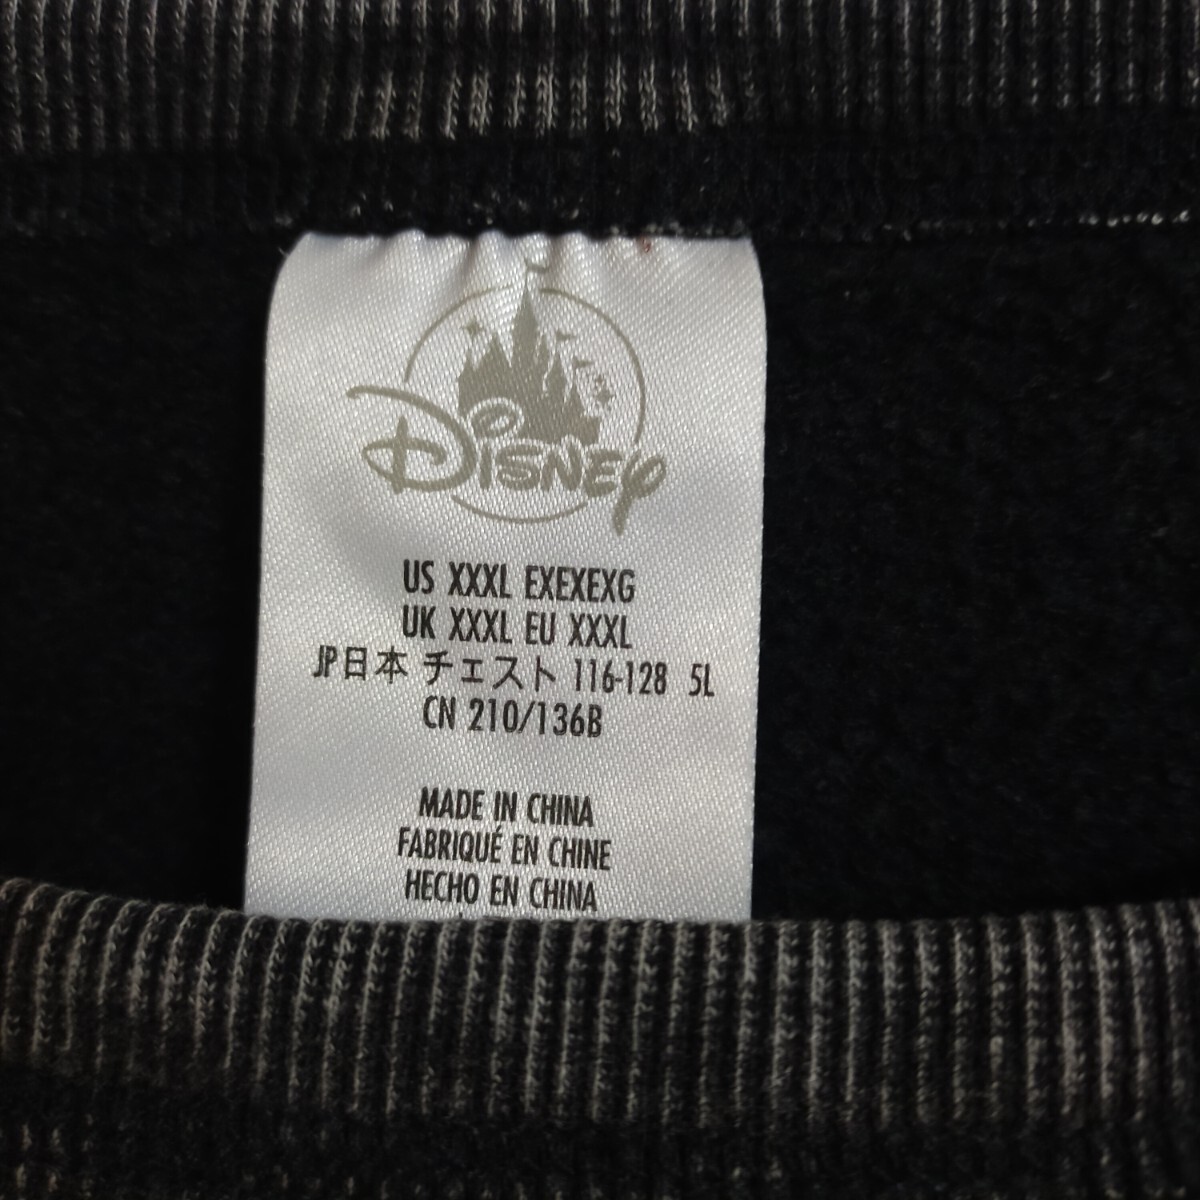 Disney
US XXXL EXEXEXG
UK XXXL EU XXXL
JP日本 チェスト 116-128 5L
CN 210/136B
MADE IN CHINA
FABRIQUÉ EN CHINE
HECHO EN CHINA